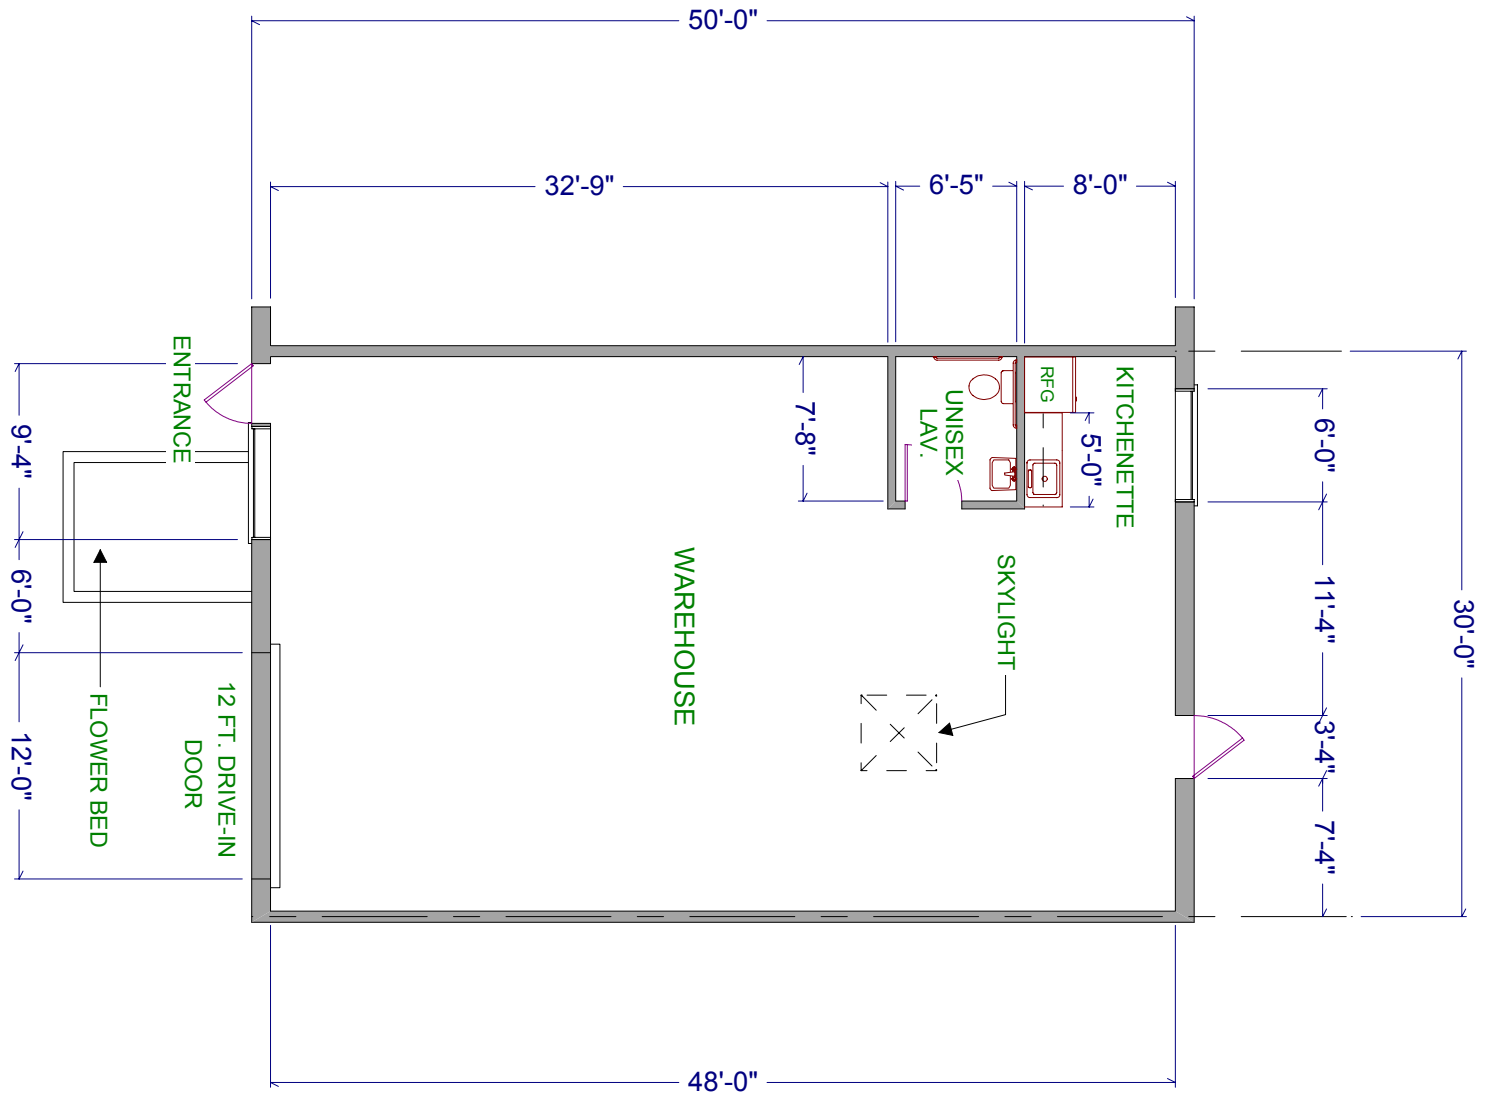 50'-0"
32'-9"
6'-5"
8'-0"
ENTRANCE
9'-4"
6'-0"
12'-0"
FLOWER BED
12 FT. DRIVE-IN
DOOR
WAREHOUSE
7'-8"
UNISEX
LAV.
RFG
5'-0"
KITCHENETTE
SKYLIGHT
6'-0"
11'-4"
3'-4"
7'-4"
30'-0"
48'-0"